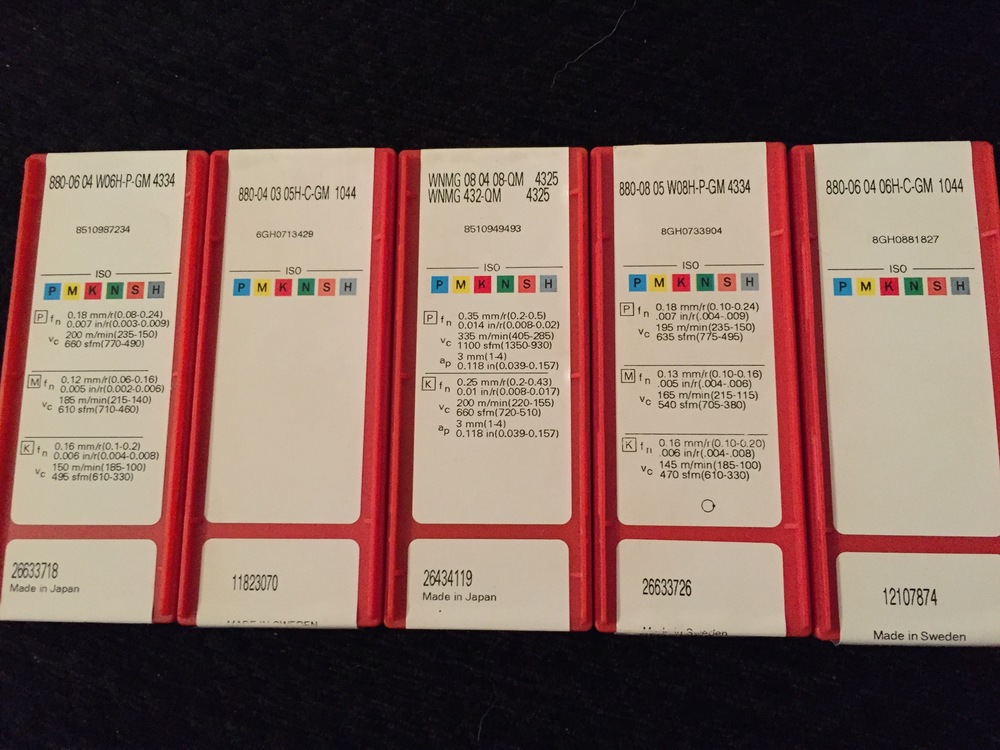 880-06 04 W06H-P-GM 4334
8510987234
ISO
P M K N S H
P fn 0.18 mm/r(0.08-0.24)
0.007 in/r(0.003-0.009)
vc 200 m/min(235-150)
660 sfm(770-490)
M fn 0.12 mm/r(0.06-0.16)
0.005 in/r(0.002-0.006)
vc 185 m/min(215-140)
610 sfm(710-460)
K fn 0.16 mm/r(0.1-0.2)
0.006 in/r(0.004-0.008)
vc 150 m/min(185-100)
495 sfm(610-330)
26633718
Made in Japan
880-04 03 05H-C-GM 1044
6GH0713429
ISO
P M K N S H
11823070
MADE IN SWEDEN
WNMG 08 04 08-QM 4325
WNMG 432-QM 4325
8510949493
ISO
P M K N S H
P fn 0.35 mm/r(0.2-0.5)
0.014 in/r(0.008-0.02)
vc 335 m/min(405-285)
1100 sfm(1350-930)
ap 3 mm(1-4)
0.118 in(0.039-0.157)
K fn 0.25 mm/r(0.2-0.43)
0.01 in/r(0.008-0.017)
vc 200 m/min(220-155)
660 sfm(720-510)
ap 3 mm(1-4)
0.118 in(0.039-0.157)
26434119
Made in Japan
880-08 05 W08H-P-GM 4334
8GH0733904
ISO
P M K N S H
P fn 0.18 mm/r(0.10-0.24)
.007 in/r(.004-.009)
vc 195 m/min(235-150)
635 sfm(775-495)
M fn 0.13 mm/r(0.10-0.16)
.005 in/r(.004-.006)
vc 165 m/min(215-115)
540 sfm(705-380)
K fn 0.16 mm/r(0.10-0.20)
.006 in/r(.004-.008)
vc 145 m/min(185-100)
470 sfm(610-330)
26633726
Made in Sweden
880-06 04 06H-C-GM 1044
8GH0881827
ISO
P M K N S H
12107874
Made in Sweden